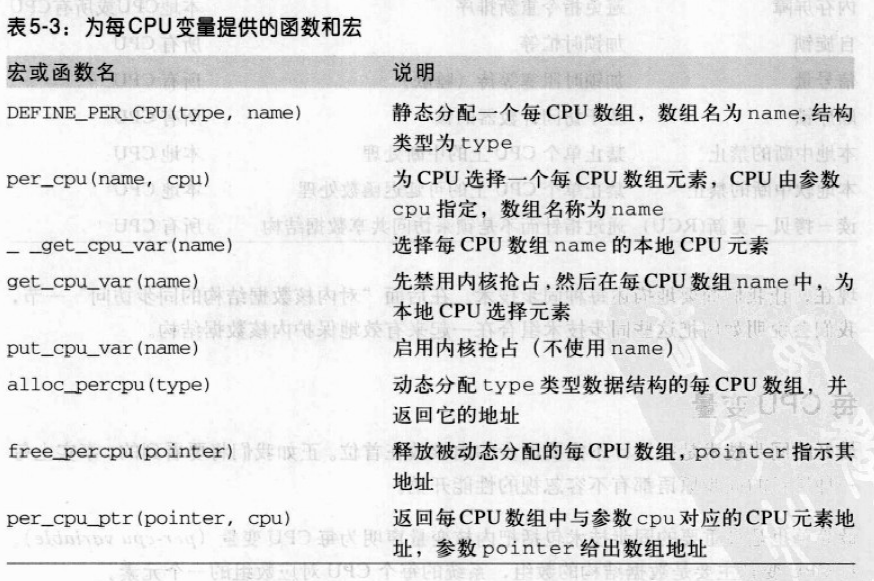 表5-3：为每CPU变量提供的函数和宏
宏或函数名 说明
DEFINE_PER_CPU(type, name) 静态分配一个每CPU数组，数组名为name,结构
类型为type
per_cpu(name, cpu) 为CPU选择一个每CPU数组元素，CPU由参数
cpu指定，数组名称为name
_ _get_cpu_var(name) 选择每CPU数组name的本地CPU元素
get_cpu_var(name) 先禁用内核抢占,然后在每CPU数组name中，为
本地CPU选择元素
put_cpu_var(name) 启用内核抢占（不使用name）
alloc_percpu(type) 动态分配type类型数据结构的每CPU数组，并
返回它的地址
free_percpu(pointer) 释放被动态分配的每CPU数组，pointer指示其
地址
per_cpu_ptr(pointer, cpu) 返回每CPU数组中与参数cpu对应的CPU元素地
址，参数pointer给出数组地址